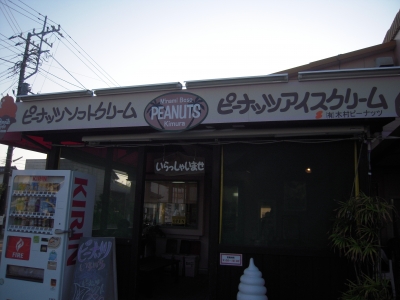 ピーナッツソフトクリーム
PEANUTS
Kimura
ピーナッツアイスクリーム
(有)木村ピーナッツ
いらっしゃいませ
KIRIN